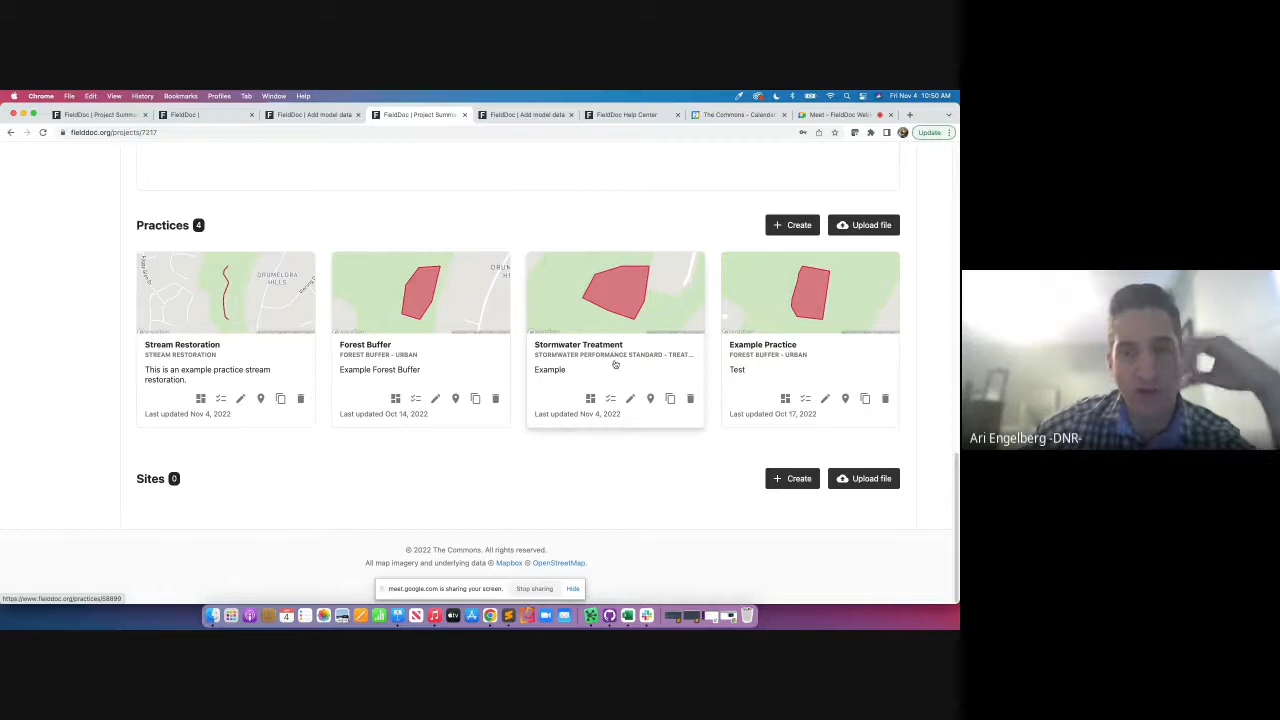 Chrome File Edit View History Bookmarks Profiles Tab Window Help
Fri Nov 4 10:50 AM
FieldDoc | Project Summa
FieldDoc |
FieldDoc | Add model data
FieldDoc | Project Summa
FieldDoc | Add model data
FieldDoc Help Center
The Commons - Calendar
Meet - FieldDoc Web
fielddoc.org/projects/7217
Update
Practices 4
+ Create
Upload file
DRUMELORA HILLS
Stream Restoration
STREAM RESTORATION
This is an example practice stream
restoration.
Last updated Nov 4, 2022
Forest Buffer
FOREST BUFFER - URBAN
Example Forest Buffer
Last updated Oct 14, 2022
Stormwater Treatment
STORMWATER PERFORMANCE STANDARD - TREAT...
Example
Last updated Nov 4, 2022
Example Practice
FOREST BUFFER - URBAN
Test
Last updated Oct 17, 2022
Sites 0
+ Create
Upload file
© 2022 The Commons. All rights reserved.
All map imagery and underlying data © Mapbox © OpenStreetMap.
meet.google.com is sharing your screen.
Stop sharing
Hide
https://www.fielddoc.org/practices/58899
Ari Engelberg -DNR-